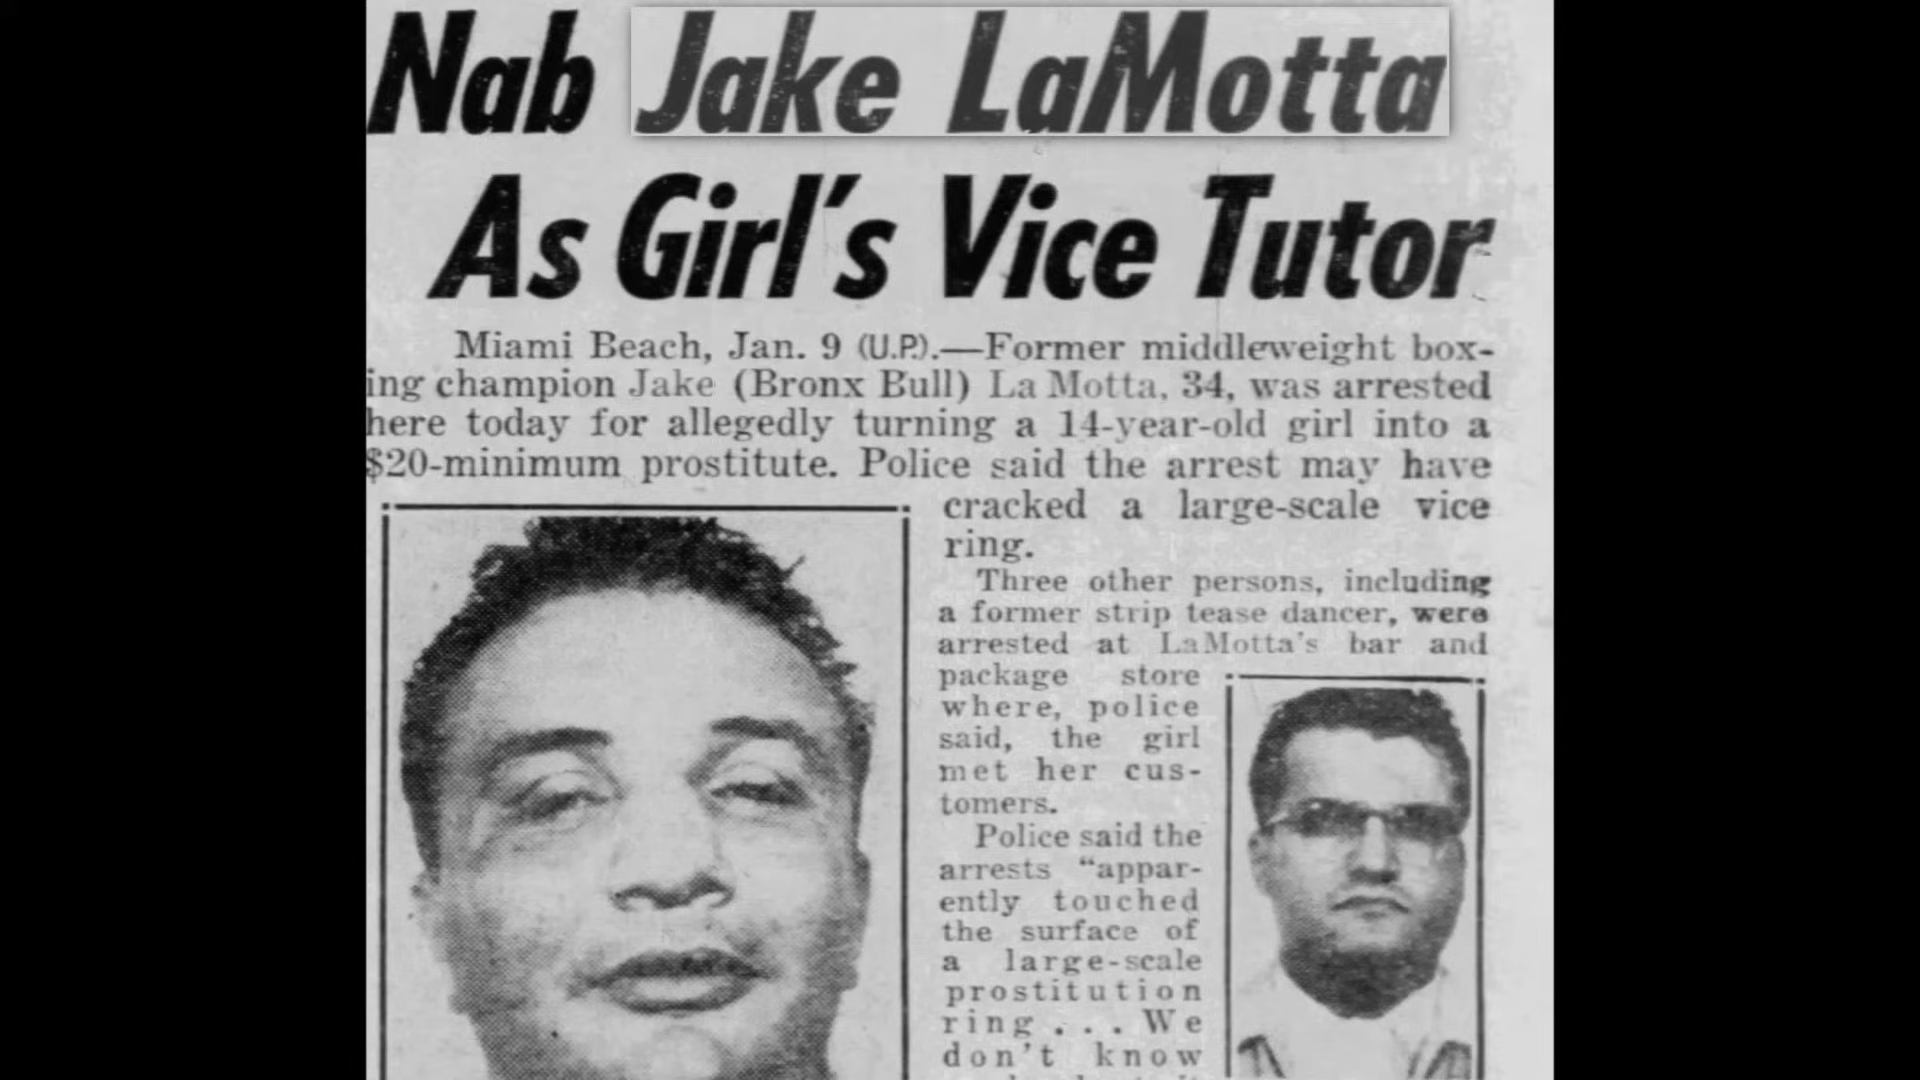 Nab Jake LaMotta
As Girl's Vice Tutor
Miami Beach, Jan. 9 (U.P.).—Former middleweight box-
ing champion Jake (Bronx Bull) La Motta, 34, was arrested
here today for allegedly turning a 14-year-old girl into a
$20-minimum prostitute. Police said the arrest may have
cracked a large-scale vice
ring.
Three other persons, including
a former strip tease dancer, were
arrested at LaMotta's bar and
package store
where, police
said, the girl
met her cus-
tomers.
Police said the
arrests “appar-
ently touched
the surface of
a large-scale
prostitution
ring . . . We
don't know